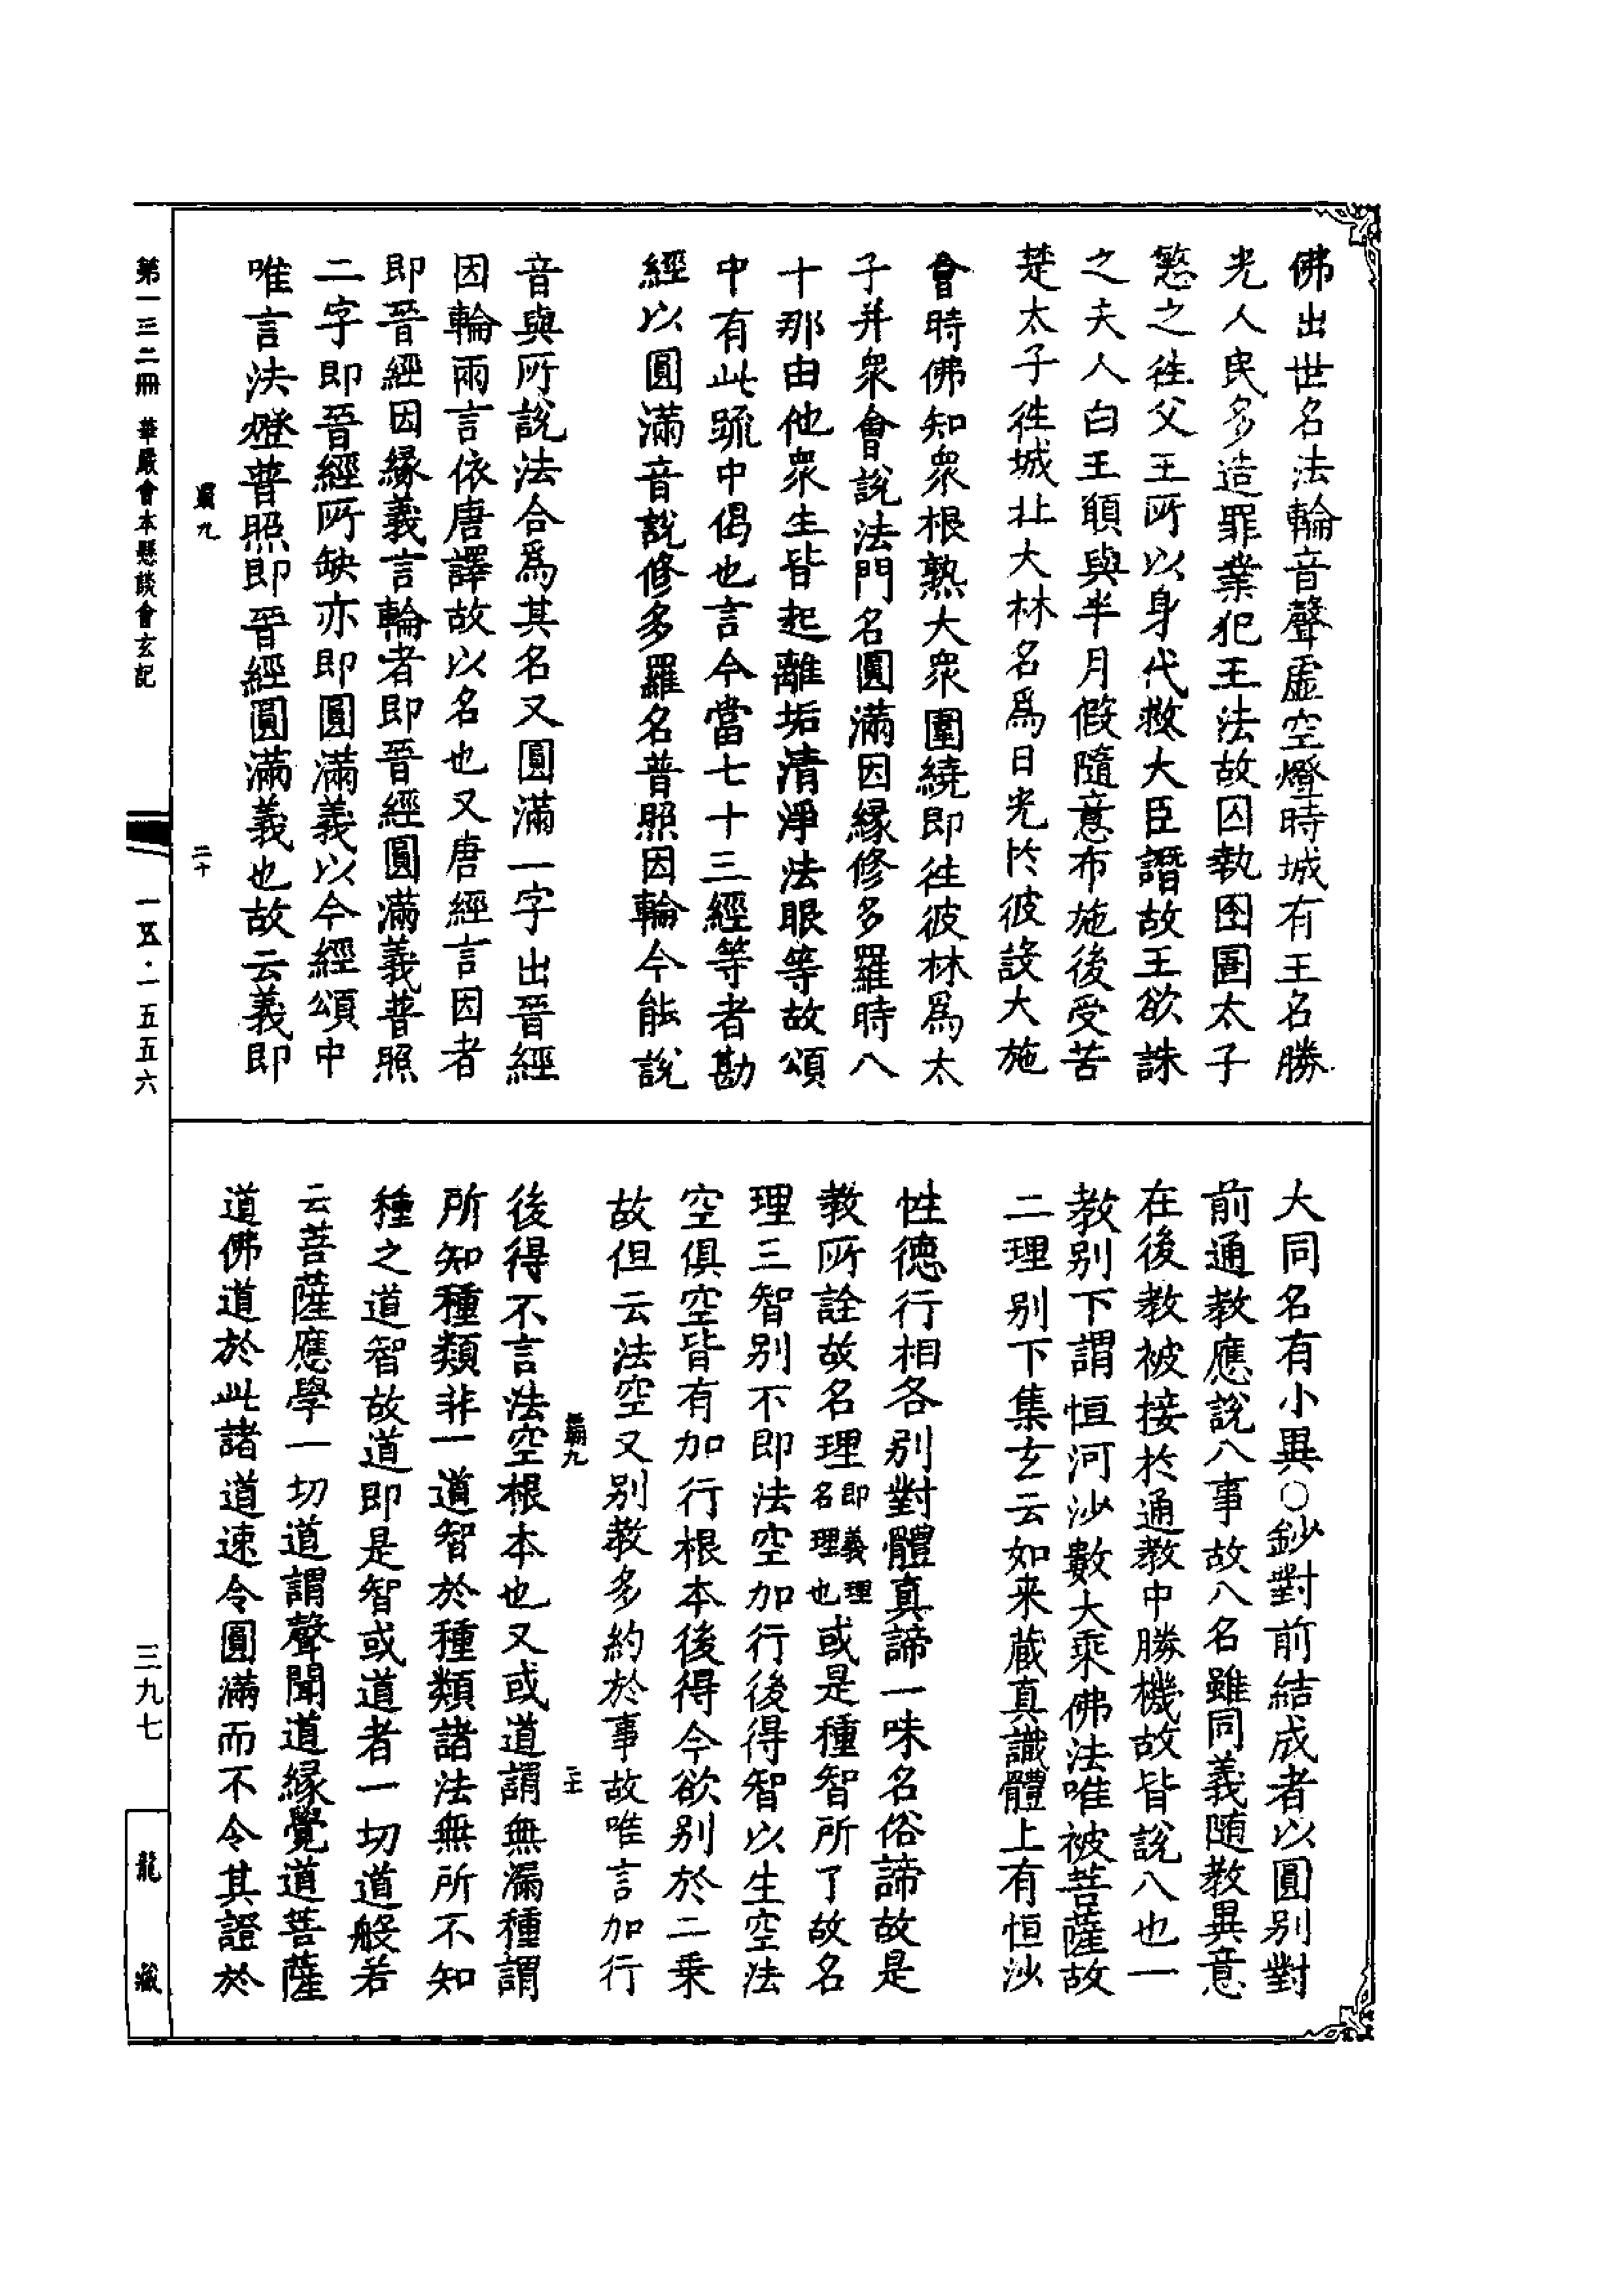 佛出世名法輪音聲虛空燈時城有王名勝
光人民多造罪業犯王法故囚執囹圄太子
慜之徃父王所以身代救大臣譖故王欲誅
之夫人白王願與半月假隨意布施後受苦
楚太子徃城北大林名爲日光於彼設大施
會時佛知衆根熟大衆圍繞即徃彼林爲太
子并衆會說法門名圓滿因緣修多羅時八
十那由他衆生皆起離垢清淨法眼等故頌
中有此䟽中偈也言今當七十三經等者勘
經以圓滿音說修多羅名普照因輪今能說
音與所說法合爲其名又圓滿一字出晉經
因輪兩言依唐譯故以名也又唐經言因者
即晉經因緣義言輪者即晉經圓滿義普照
二字即晉經所缺亦即圓滿義以今經頌中
唯言法燈普照即晉經圓滿義也故云義即
霸九
二十
大同名有小異○鈔對前結成者以圓別對
前通教應說八事故八名雖同義随教異意
在後教被接於通教中勝機故皆說八也一
教別下謂恒河沙數大乘佛法唯被菩薩故
二理別下集玄云如来蔵真識體上有恒沙
性德行相各別對體真諦一味名俗諦故是
教所詮故名理即義理名理也或是種智所了故名
理三智別不即法空加行後得智以生空法
空俱空皆有加行根本後得今欲別於二乗
故但云法空又別教多約於事故唯言加行
霸九
二十一
後得不言法空根本也又或道謂無漏種謂
所知種類非一道智於種類諸法無所不知
種之道智故道即是智或道者一切道般若
云菩薩應學一切道謂聲聞道緣覺道菩薩
道佛道於此諸道速令圓滿而不令其證於
第一三二冊 華嚴會本懸談會玄記
一五·一五五六
三九七
龍藏